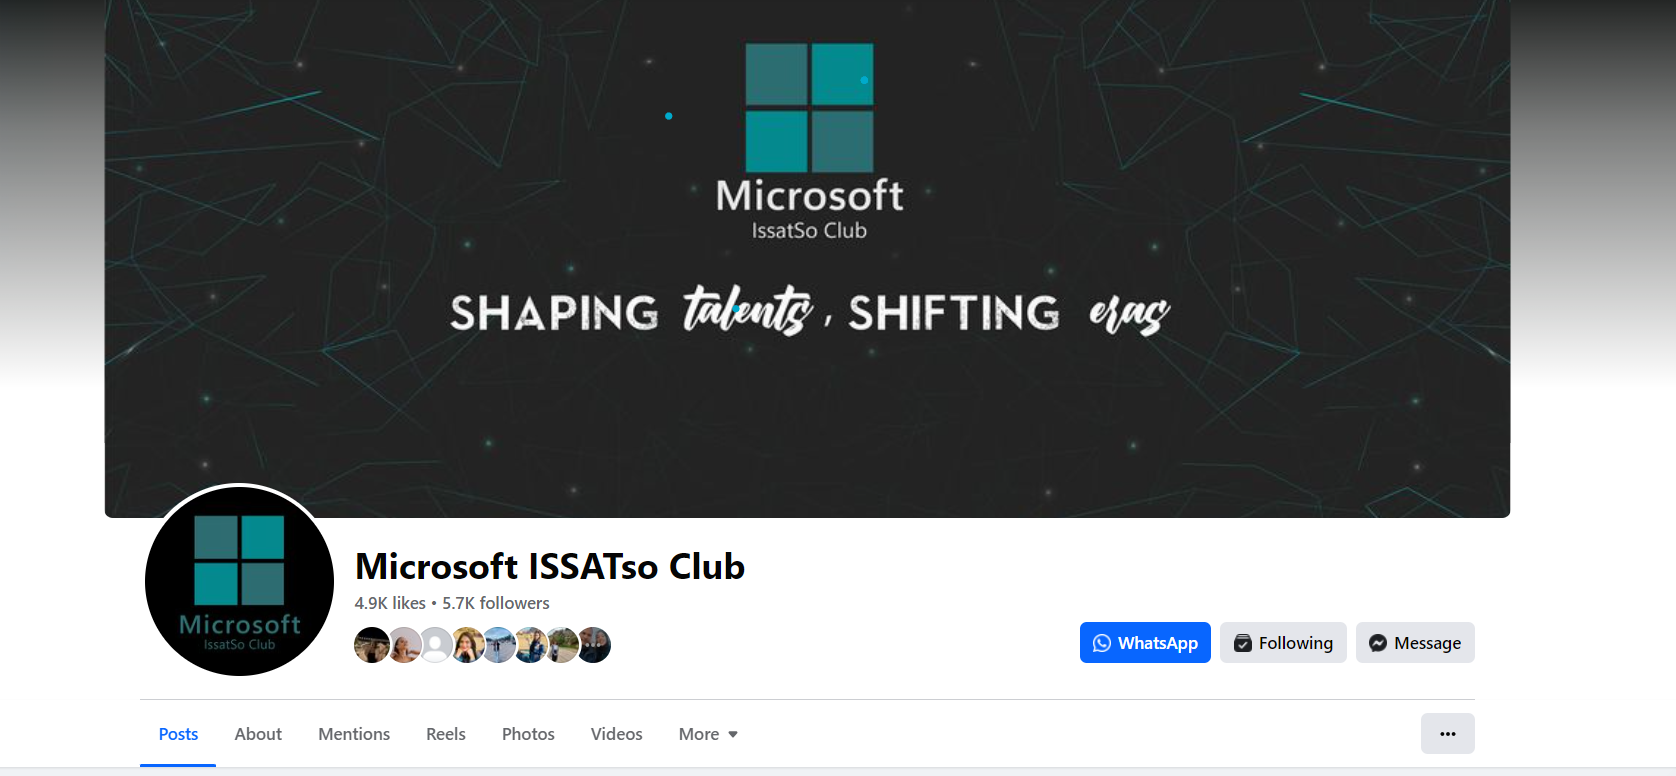 Microsoft
IssatSo Club
SHAPING talents, SHIFTING eras
Microsoft
IssatSo Club
Microsoft ISSATso Club
4.9K likes • 5.7K followers
WhatsApp
Following
Message
Posts
About
Mentions
Reels
Photos
Videos
More